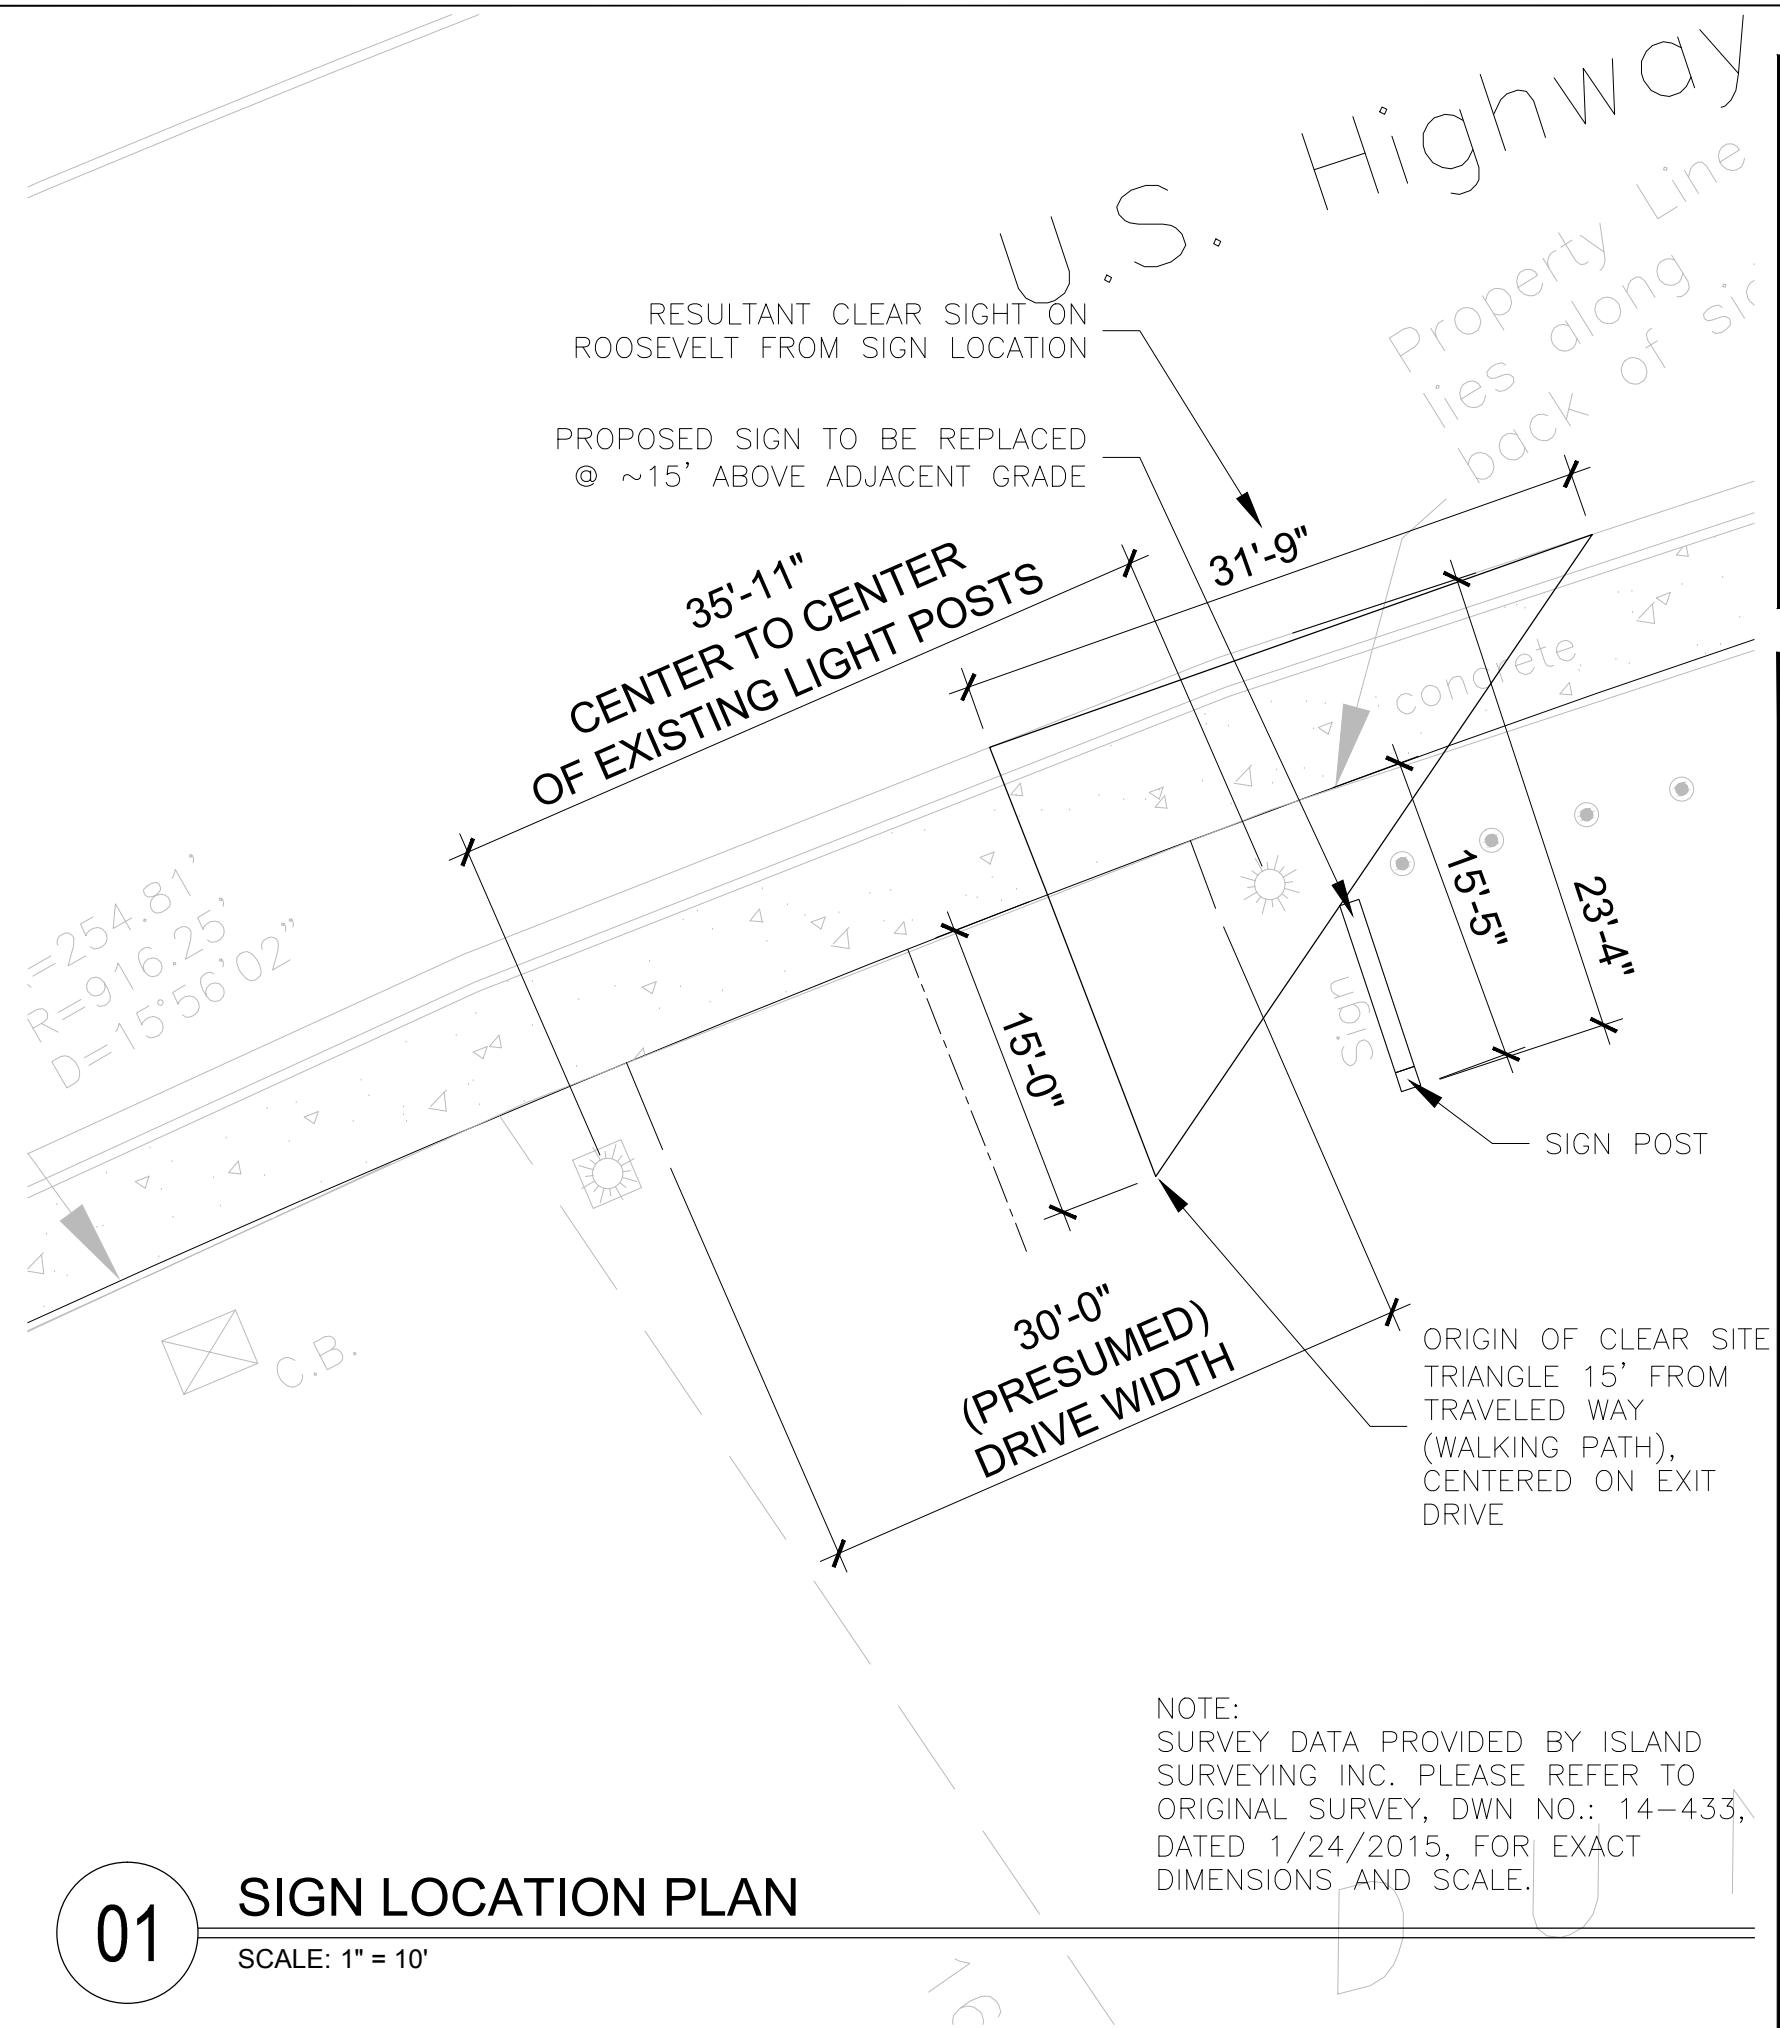 U.S. Highway
Property Line
lies along
back of
RESULTANT CLEAR SIGHT ON
ROOSEVELT FROM SIGN LOCATION
PROPOSED SIGN TO BE REPLACED
@ ~15' ABOVE ADJACENT GRADE
35'-11"
CENTER TO CENTER
OF EXISTING LIGHT POSTS
31'-9"
concrete
=254.81'
R=916.25'
D=15°56'02"
15'-5"
23'-4"
Sign
15'-0"
SIGN POST
30'-0"
(PRESUMED)
DRIVE WIDTH
C.B.
ORIGIN OF CLEAR SITE
TRIANGLE 15' FROM
TRAVELED WAY
(WALKING PATH),
CENTERED ON EXIT
DRIVE
NOTE:
SURVEY DATA PROVIDED BY ISLAND
SURVEYING INC. PLEASE REFER TO
ORIGINAL SURVEY, DWN NO.: 14-433,
DATED 1/24/2015, FOR EXACT
DIMENSIONS AND SCALE.
D U
01
SIGN LOCATION PLAN
SCALE: 1" = 10'